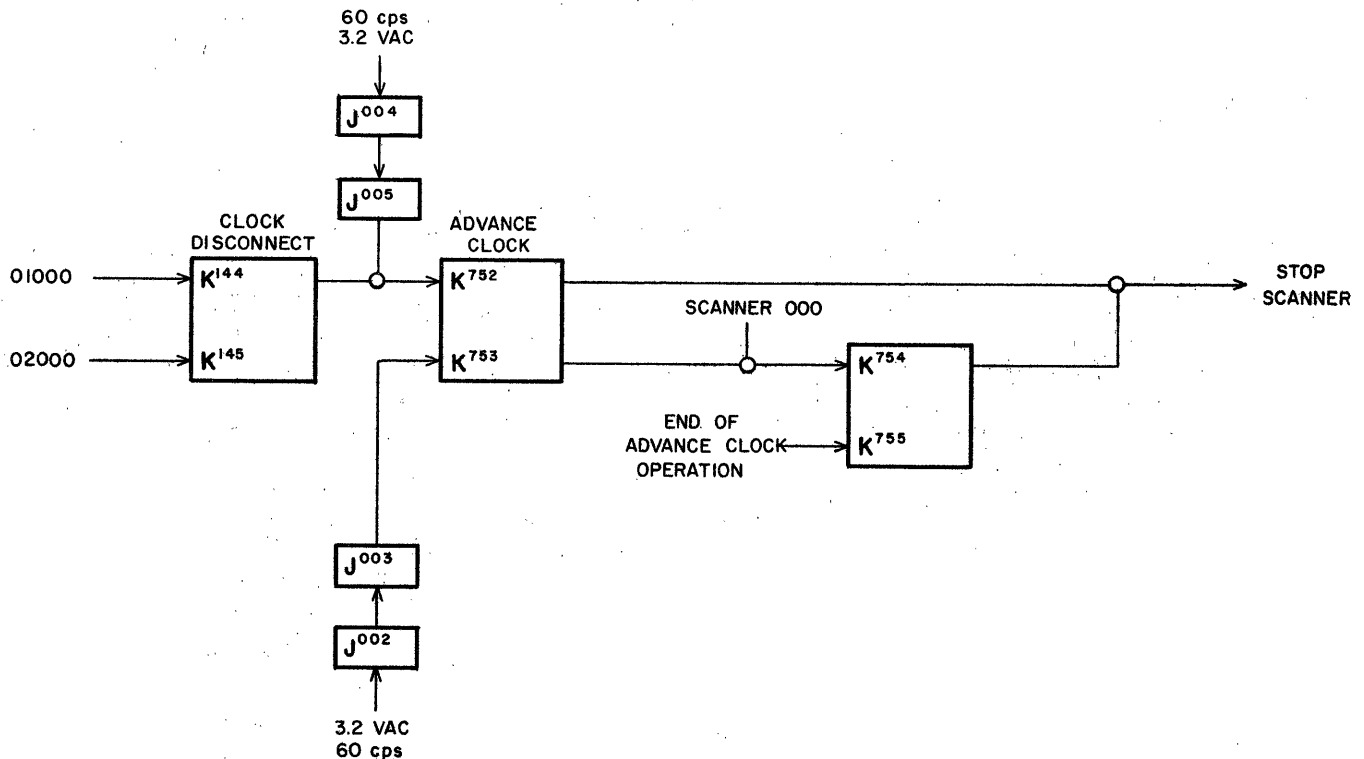 60 cps
3.2 VAC
J004
J005
CLOCK
DISCONNECT
ADVANCE
CLOCK
01000
K144
K752
STOP
SCANNER
SCANNER 000
02000
K145
K753
K754
END OF
ADVANCE CLOCK
OPERATION
K755
J003
J002
3.2 VAC
60 cps